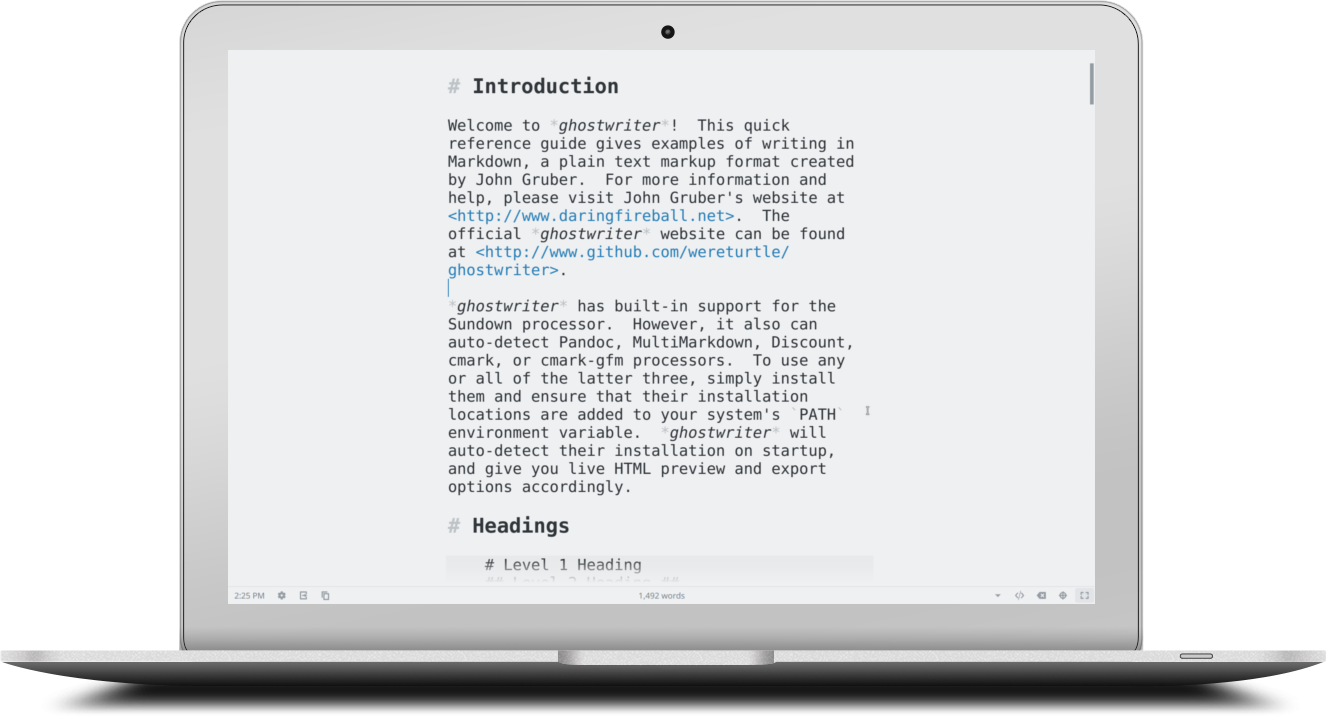 # Introduction
Welcome to *ghostwriter*!  This quick
reference guide gives examples of writing in
Markdown, a plain text markup format created
by John Gruber.  For more information and
help, please visit John Gruber's website at
<http://www.daringfireball.net>.  The
official *ghostwriter* website can be found
at <http://www.github.com/wereturtle/
ghostwriter>.
*ghostwriter* has built-in support for the
Sundown processor.  However, it also can
auto-detect Pandoc, MultiMarkdown, Discount,
cmark, or cmark-gfm processors.  To use any
or all of the latter three, simply install
them and ensure that their installation
locations are added to your system's `PATH`
environment variable.  *ghostwriter* will
auto-detect their installation on startup,
and give you live HTML preview and export
options accordingly.
# Headings
# Level 1 Heading
## Level 2 Heading ##
2:25 PM 1,492 words